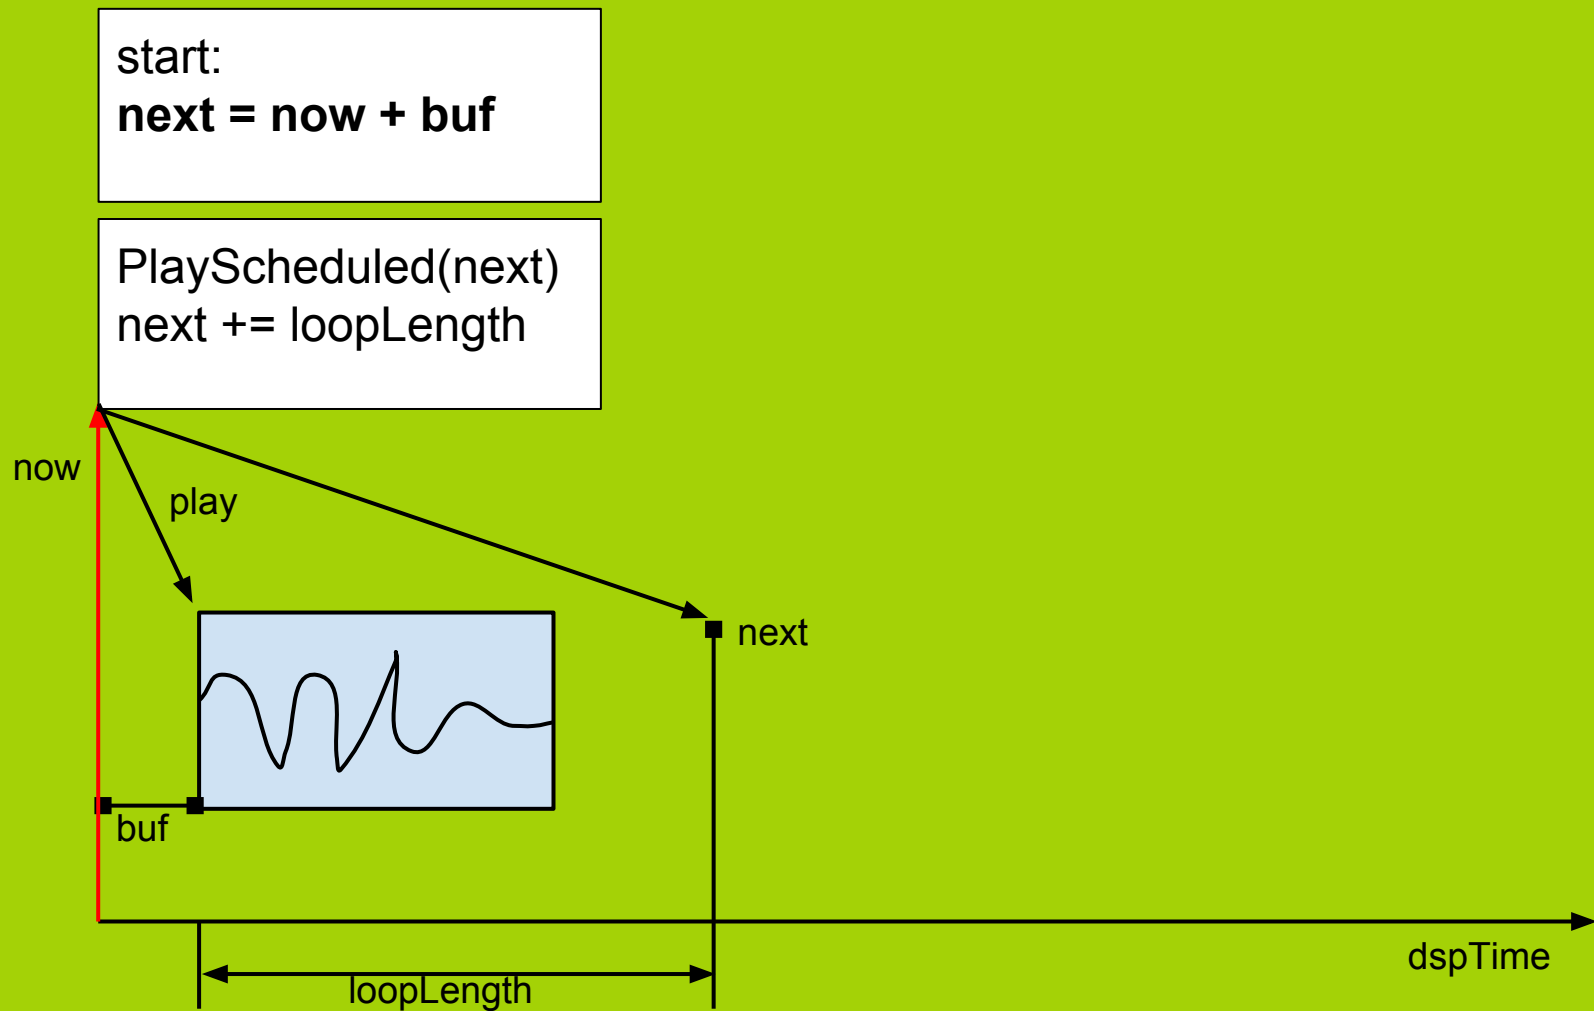 start:
next = now + buf
PlayScheduled(next)
next += loopLength
now
play
next
buf
dspTime
loopLength